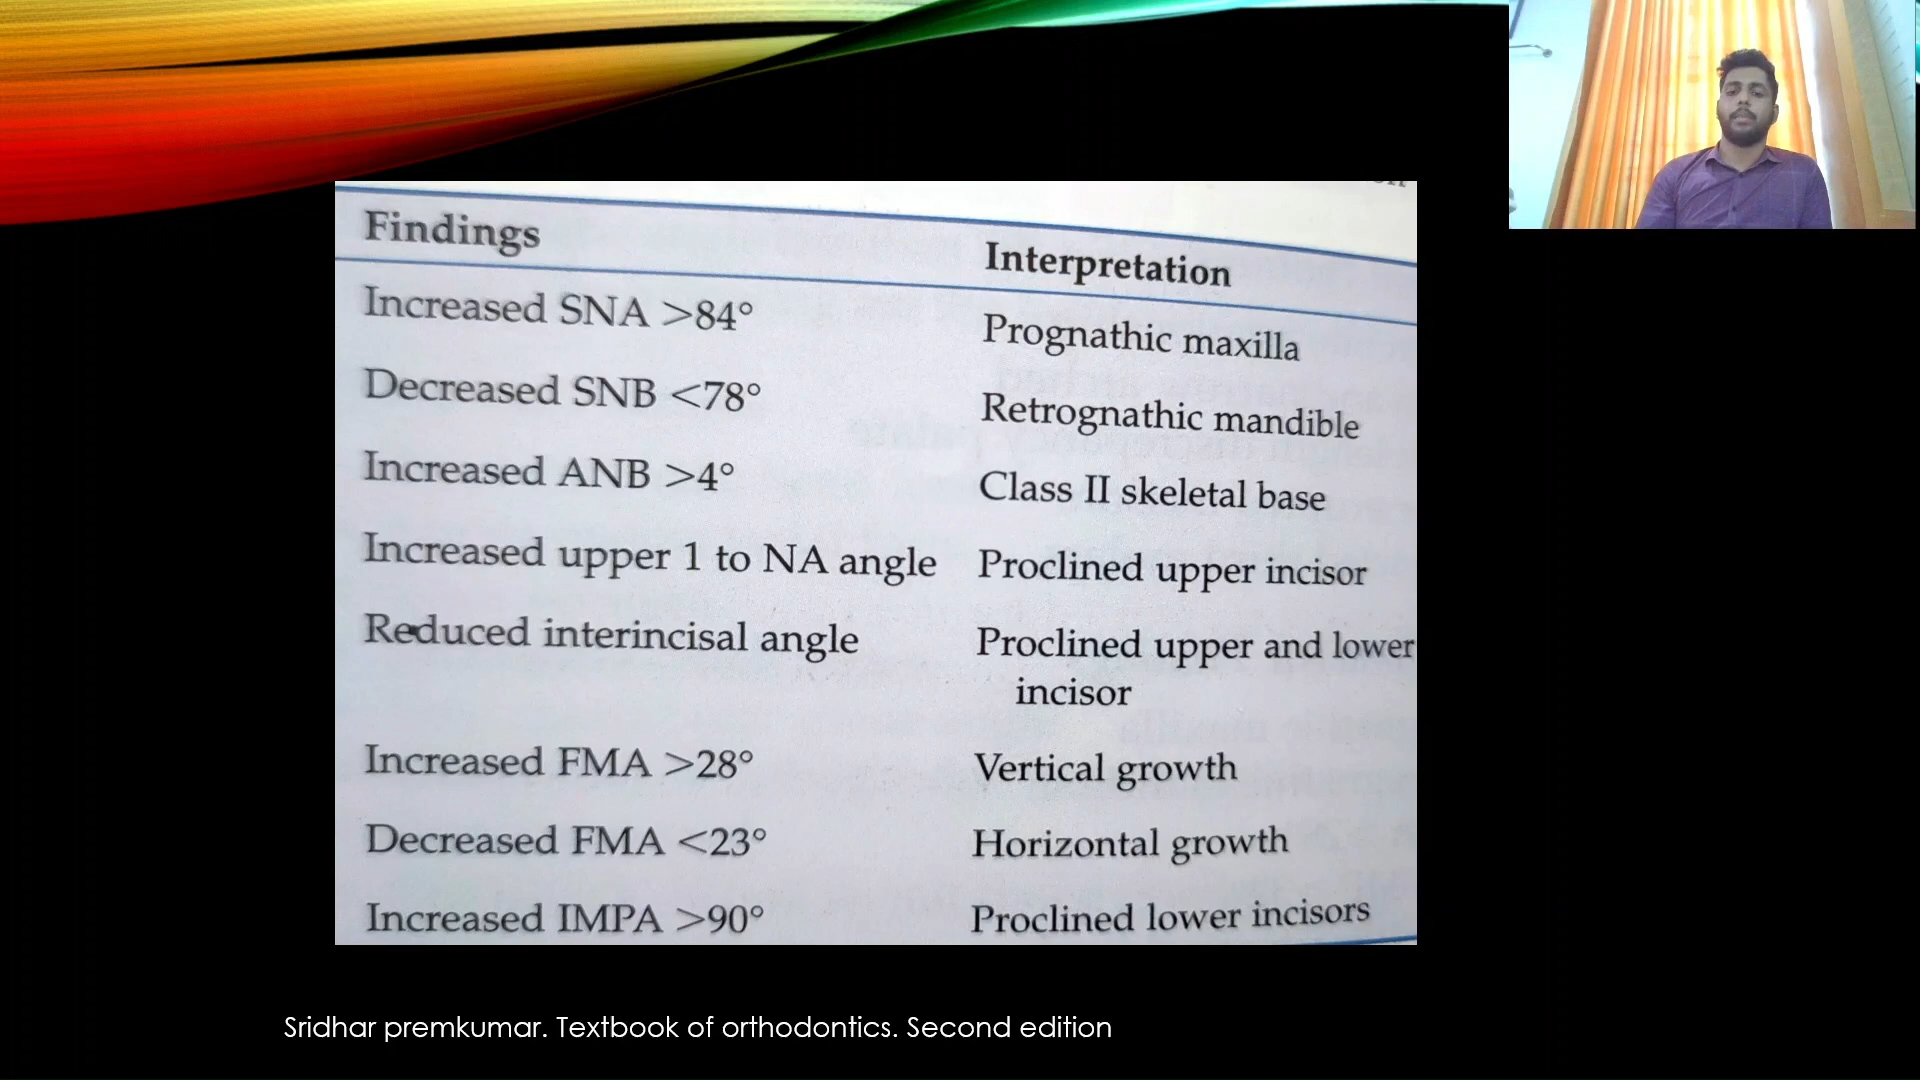 Findings Interpretation
Increased SNA >84° Prognathic maxilla
Decreased SNB <78° Retrognathic mandible
Increased ANB >4° Class II skeletal base
Increased upper 1 to NA angle Proclined upper incisor
Reduced interincisal angle Proclined upper and lower
incisor
Increased FMA >28° Vertical growth
Decreased FMA <23° Horizontal growth
Increased IMPA >90° Proclined lower incisors
Sridhar premkumar. Textbook of orthodontics. Second edition